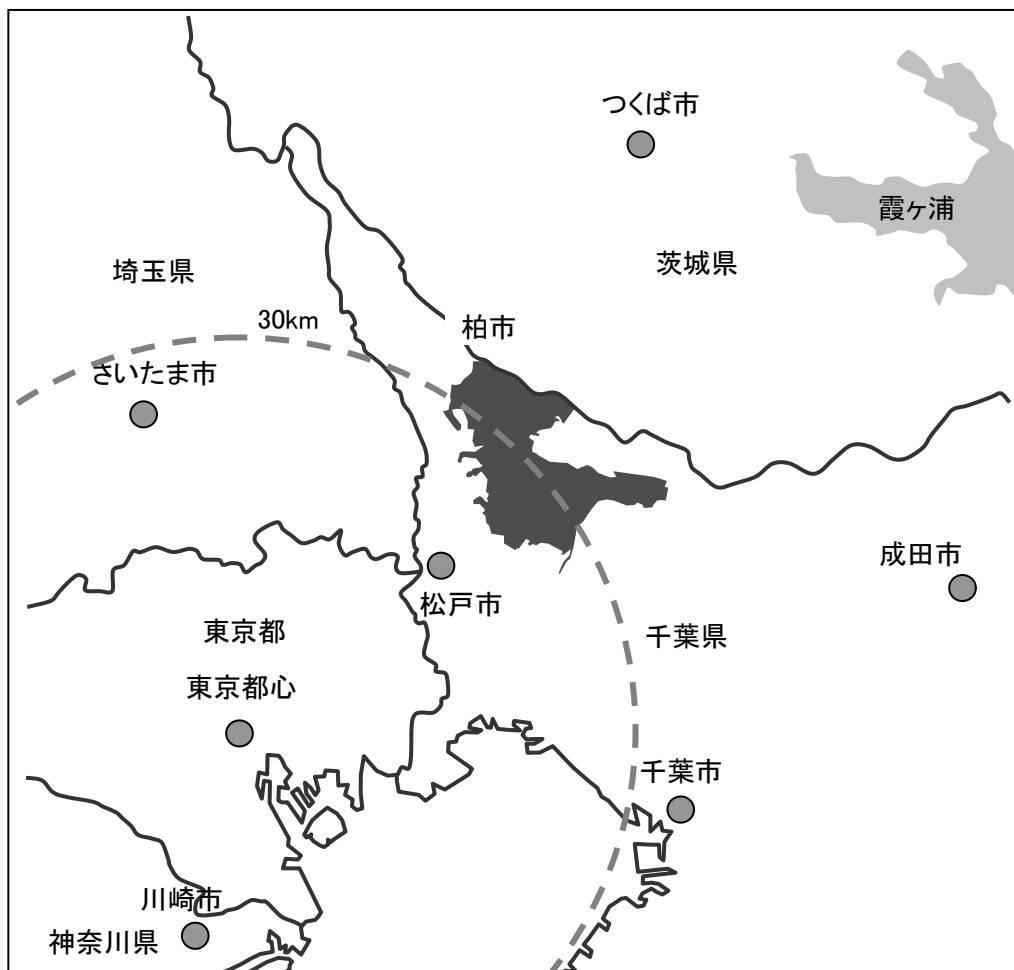 つくば市
霞ヶ浦
茨城県
埼玉県
30km
柏市
さいたま市
成田市
松戸市
東京都
千葉県
東京都心
千葉市
川崎市
神奈川県